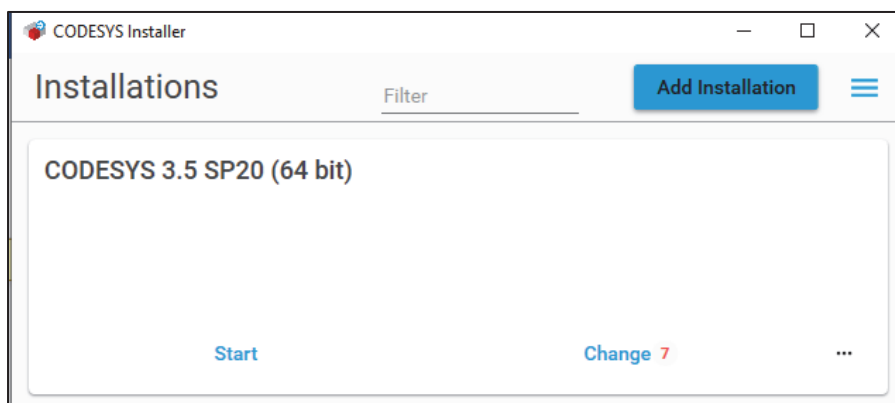 CODESYS Installer
Installations
Filter
Add Installation
CODESYS 3.5 SP20 (64 bit)
Start
Change 7
...